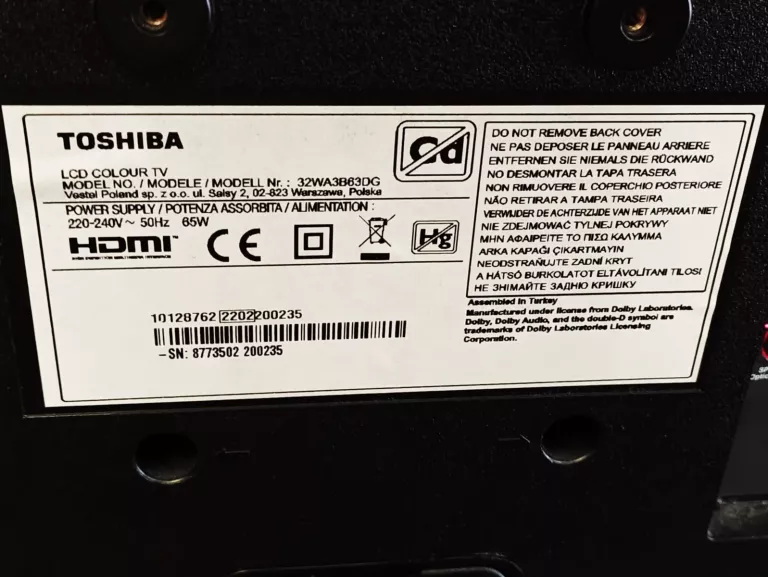 TOSHIBA
LCD COLOUR TV
MODEL NO. / MODELE / MODELL Nr. : 32WA3B63DG
Vestel Poland sp. z o.o. ul. Salsy 2, 02-823 Warszawa, Polska
POWER SUPPLY / POTENZA ASSORBITA / ALIMENTATION :
220-240V~ 50Hz 65W
HDMI
CE
Hg
10128762 2202200235
-SN: 8773502 200235
Cd
DO NOT REMOVE BACK COVER
NE PAS DEPOSER LE PANNEAU ARRIERE
ENTFERNEN SIE NIEMALS DIE RÜCKWAND
NO DESMONTAR LA TAPA TRASERA
NON RIMUOVERE IL COPERCHIO POSTERIORE
NÃO RETIRAR A TAMPA TRASEIRA
VERWIJDER DE ACHTERZIJDE VAN HET APPARAAT NIET
NIE ZDEJMOWAĆ TYLNEJ POKRYWY
ΜΗΝ ΑΦΑΙΡΕΙΤΕ ΤΟ ΠΙΣΩ ΚΑΛΥΜΜΑ
ARKA KAPAĞI ÇIKARTMAYIN
NEODSTRAŇUJTE ZADNÍ KRYT
A HÁTSÓ BURKOLATOT ELTÁVOLÍTANI TILOS!
НЕ ЗНІМАЙТЕ ЗАДНЮ КРИШКУ
Assembled in Turkey
Manufactured under license from Dolby Laboratories.
Dolby, Dolby Audio, and the double-D symbol are
trademarks of Dolby Laboratories Licensing
Corporation.